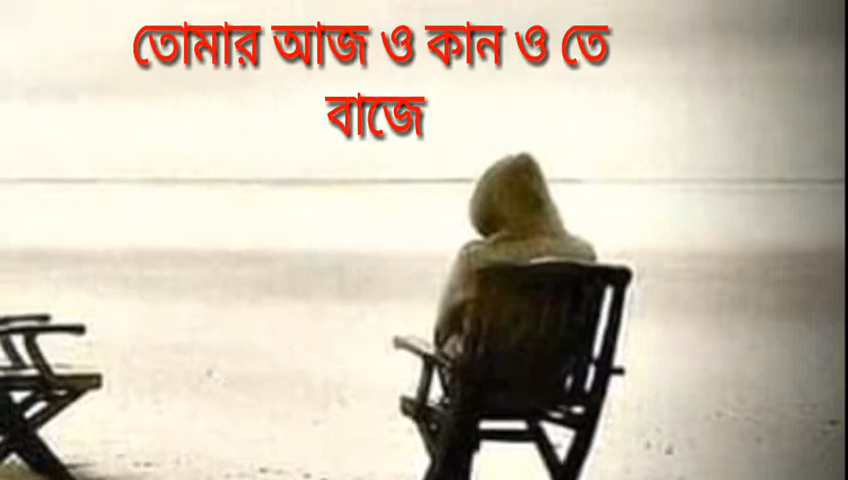 তোমার আজ ও কান ও তে
বাজে